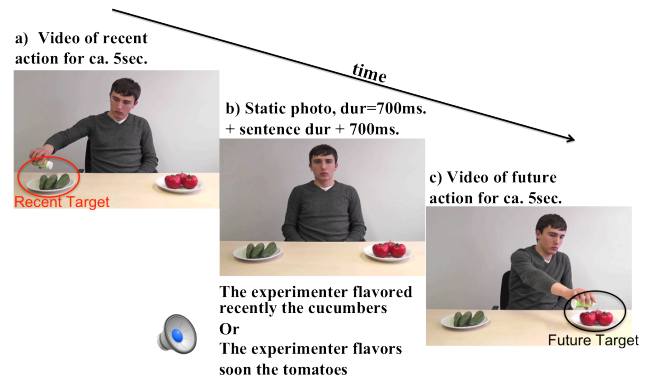 a) Video of recent
action for ca. 5sec.
Recent Target
time
b) Static photo, dur=700ms.
+ sentence dur + 700ms.
The experimenter flavored
recently the cucumbers
Or
The experimenter flavors
soon the tomatoes
c) Video of future
action for ca. 5sec.
Future Target